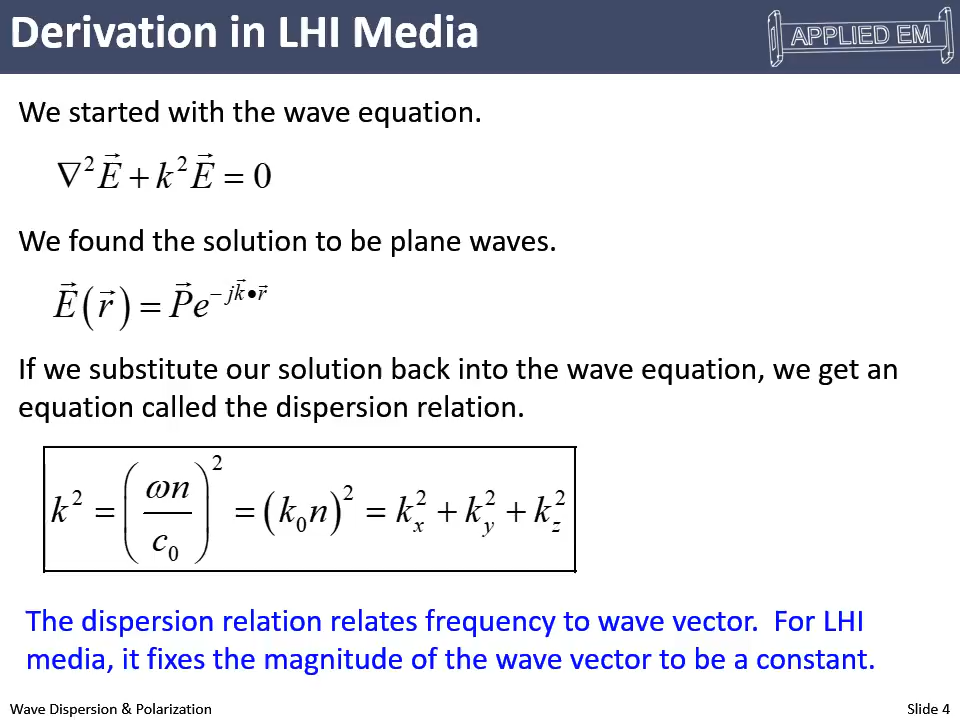 Derivation in LHI Media
APPLIED EM
We started with the wave equation.
∇²E⃗ + k²E⃗ = 0
We found the solution to be plane waves.
E⃗(r⃗) = P⃗e^(−jk⃗•r⃗)
If we substitute our solution back into the wave equation, we get an
equation called the dispersion relation.
k² = (ωn/c₀)² = (k₀n)² = kₓ² + k_y² + k_z²
The dispersion relation relates frequency to wave vector.  For LHI
media, it fixes the magnitude of the wave vector to be a constant.
Wave Dispersion & Polarization
Slide 4